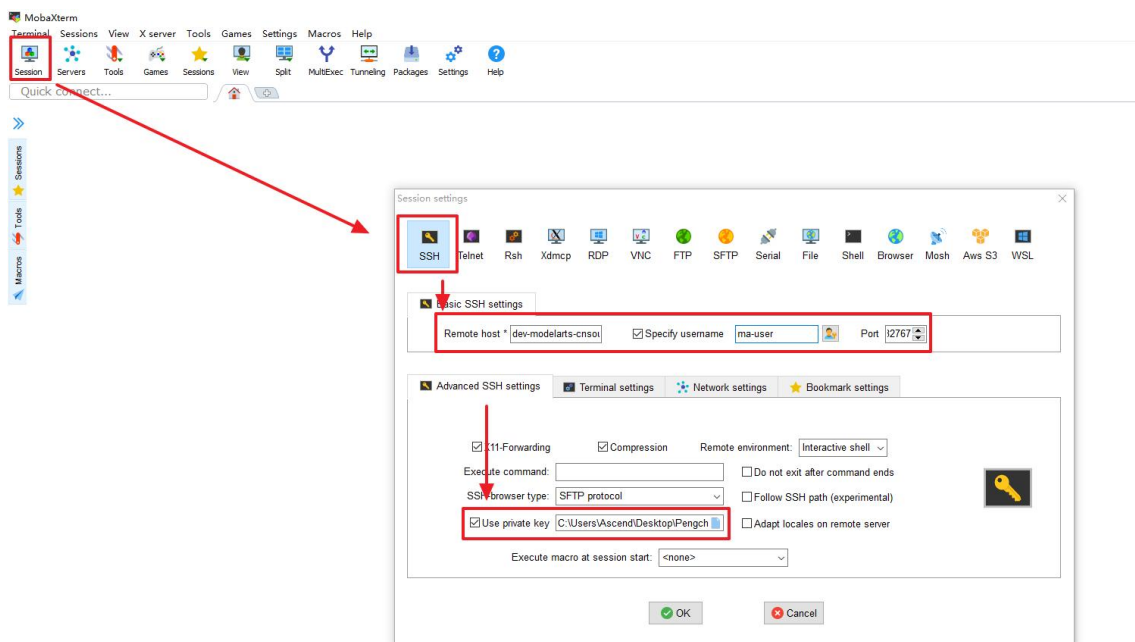 MobaXterm
Terminal Sessions View X server Tools Games Settings Macros Help
Session Servers Tools Games Sessions View Split MultiExec Tunneling Packages Settings Help
Quick connect...
Sessions
Tools
Macros
Session settings
SSH Telnet Rsh Xdmcp RDP VNC FTP SFTP Serial File Shell Browser Mosh Aws S3 WSL
Basic SSH settings
Remote host * dev-modelarts-cnsou Specify username ma-user Port 32767
Advanced SSH settings Terminal settings Network settings Bookmark settings
X11-Forwarding Compression Remote environment: Interactive shell
Execute command: Do not exit after command ends
SSH-browser type: SFTP protocol Follow SSH path (experimental)
Use private key C:\Users\Ascend\Desktop\Pengch Adapt locales on remote server
Execute macro at session start: <none>
OK Cancel